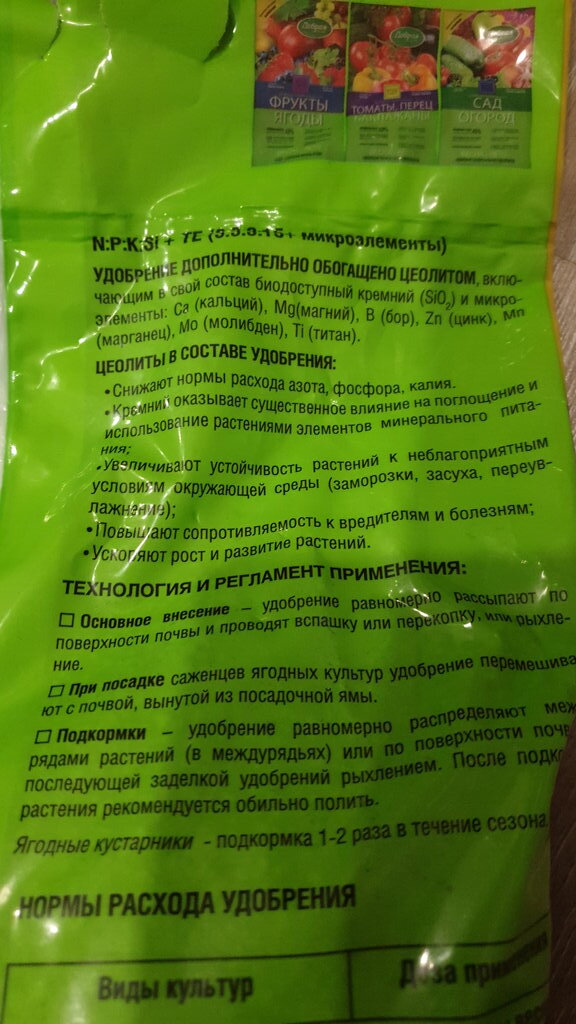 ФРУКТЫ
ЯГОДЫ
ТОМАТЫ, ПЕРЕЦ
БАКЛАЖАНЫ
САД
ОГОРОД
N:P:K:Si + TE микроэлементы)
УДОБРЕНИЕ ДОПОЛНИТЕЛЬНО ОБОГАЩЕНО ЦЕОЛИТОМ, вклю-
чающим в свой состав биодоступный кремний (SiO₂) и микро-
элементы: Ca (кальций), Mg(магний), B (бор), Zn (цинк), Mn
(марганец), Mo (молибден), Ti (титан).
ЦЕОЛИТЫ В СОСТАВЕ УДОБРЕНИЯ:
•Снижают нормы расхода азота, фосфора, калия.
•Кремний оказывает существенное влияние на поглощение и
использование растениями элементов минерального пита-
ния;
•Увеличивают устойчивость растений к неблагоприятным
условиям окружающей среды (заморозки, засуха, переув-
лажнение);
•Повышают сопротивляемость к вредителям и болезням;
•Ускоряют рост и развитие растений.
ТЕХНОЛОГИЯ И РЕГЛАМЕНТ ПРИМЕНЕНИЯ:
☐ Основное внесение – удобрение равномерно рассыпают по
поверхности почвы и проводят вспашку или перекопку, или рыхле-
ние.
☐ При посадке саженцев ягодных культур удобрение перемешива
ют с почвой, вынутой из посадочной ямы.
☐ Подкормки – удобрение равномерно распределяют меж
рядами растений (в междурядьях) или по поверхности почв
последующей заделкой удобрений рыхлением. После подк
растения рекомендуется обильно полить.
Ягодные кустарники - подкормка 1-2 раза в течение сезона
НОРМЫ РАСХОДА УДОБРЕНИЯ
Виды культур
Доза применения